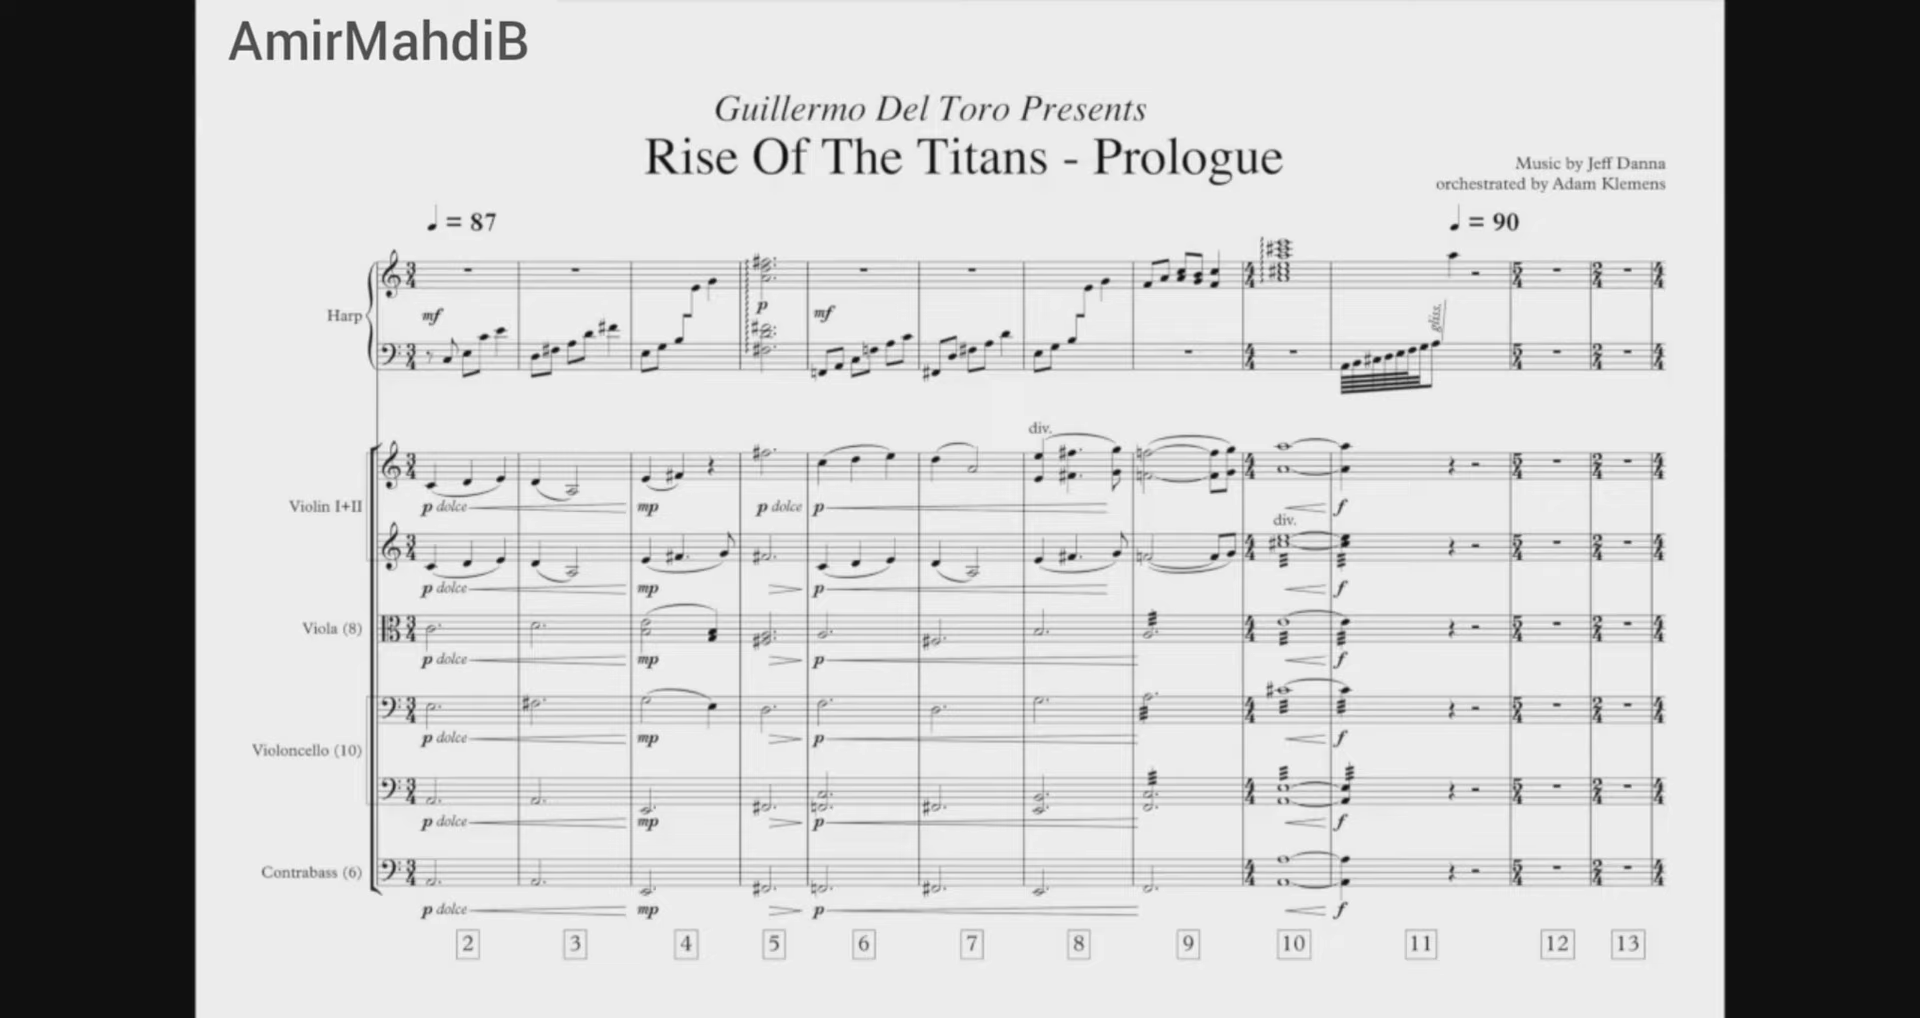 AmirMahdiB
Guillermo Del Toro Presents
Rise Of The Titans - Prologue
Music by Jeff Danna
orchestrated by Adam Klemens
♩ = 87
♩ = 90
Harp
mf
p
mf
gliss.
div.
Violin I+II
p dolce
mp
p dolce
p
f
div.
p dolce
mp
p
f
Viola (8)
p dolce
mp
p
f
p dolce
mp
p
f
Violoncello (10)
p dolce
mp
p
f
Contrabass (6)
p dolce
mp
p
f
2 3 4 5 6 7 8 9 10 11 12 13